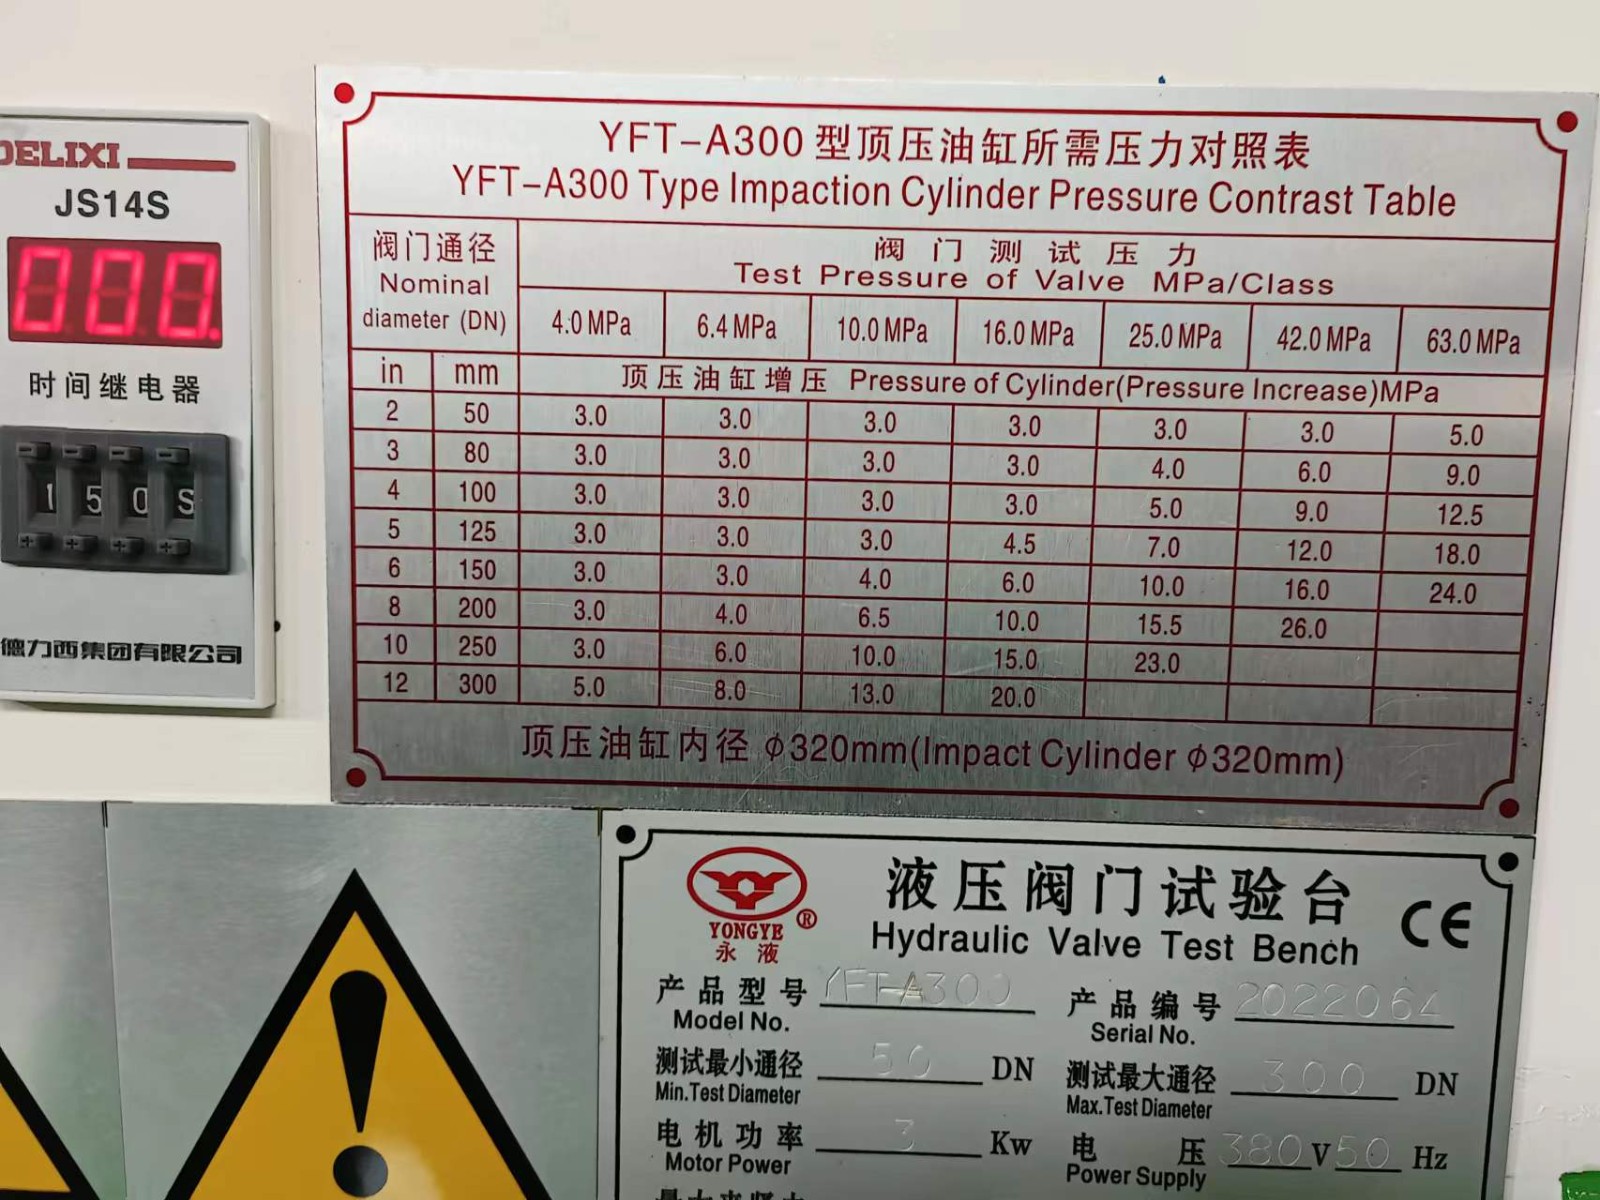 DELIXI
JS14S
000.
时间继电器
150S
德力西集团有限公司
YFT-A300 型顶压油缸所需压力对照表
YFT-A300 Type Impaction Cylinder Pressure Contrast Table
阀门通径
Nominal
diameter (DN)
阀门测试压力
Test Pressure of Valve MPa/Class
4.0 MPa 6.4 MPa 10.0 MPa 16.0 MPa 25.0 MPa 42.0 MPa 63.0 MPa
in mm 顶压油缸增压 Pressure of Cylinder(Pressure Increase)MPa
2 50 3.0 3.0 3.0 3.0 3.0 3.0 5.0
3 80 3.0 3.0 3.0 3.0 4.0 6.0 9.0
4 100 3.0 3.0 3.0 3.0 5.0 9.0 12.5
5 125 3.0 3.0 3.0 4.5 7.0 12.0 18.0
6 150 3.0 3.0 4.0 6.0 10.0 16.0 24.0
8 200 3.0 4.0 6.5 10.0 15.5 26.0
10 250 3.0 6.0 10.0 15.0 23.0
12 300 5.0 8.0 13.0 20.0
顶压油缸内径 φ320mm(Impact Cylinder φ320mm)
YONGYE ®
永液
液压阀门试验台
Hydraulic Valve Test Bench
CE
产品型号 YFT-A300
Model No.
产品编号 2022064
Serial No.
测试最小通径 50 DN
Min.Test Diameter
测试最大通径 300 DN
Max.Test Diameter
电机功率 3 Kw
Motor Power
电压 380 V 50 Hz
Power Supply